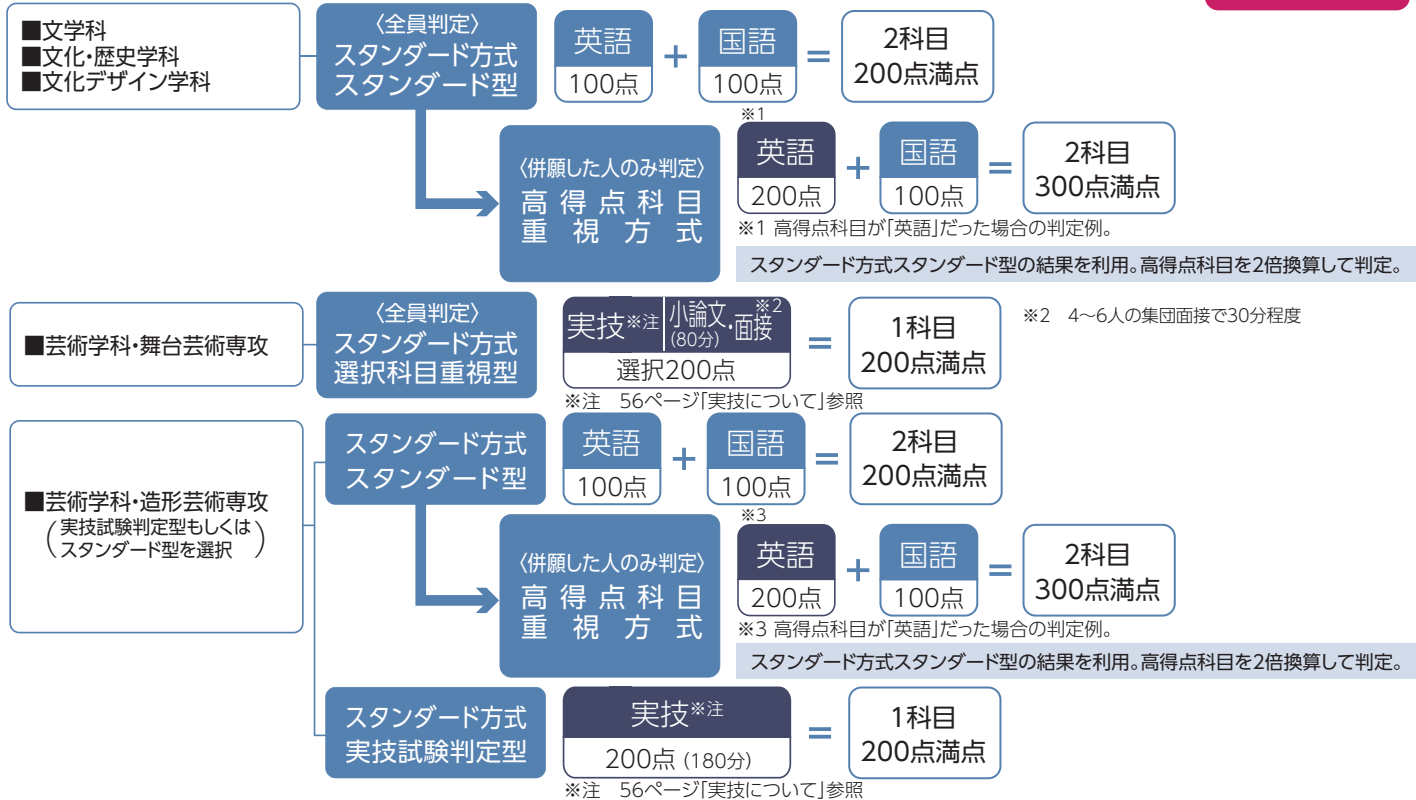 ■文学科
■文化・歴史学科
■文化デザイン学科
〈全員判定〉
スタンダード方式
スタンダード型
英語
100点
+
国語
100点
=
2科目
200点満点
〈併願した人のみ判定〉
高得点科目
重視方式
※1
英語
200点
+
国語
100点
=
2科目
300点満点
※1 高得点科目が「英語」だった場合の判定例。
スタンダード方式スタンダード型の結果を利用。高得点科目を2倍換算して判定。
■芸術学科・舞台芸術専攻
〈全員判定〉
スタンダード方式
選択科目重視型
実技※注
小論文・面接※2
(80分)
選択200点
=
1科目
200点満点
※2 4〜6人の集団面接で30分程度
※注 56ページ「実技について」参照
■芸術学科・造形芸術専攻
(実技試験判定型もしくは
スタンダード型を選択)
スタンダード方式
スタンダード型
英語
100点
+
国語
100点
=
2科目
200点満点
〈併願した人のみ判定〉
高得点科目
重視方式
※3
英語
200点
+
国語
100点
=
2科目
300点満点
※3 高得点科目が「英語」だった場合の判定例。
スタンダード方式スタンダード型の結果を利用。高得点科目を2倍換算して判定。
スタンダード方式
実技試験判定型
実技※注
200点 (180分)
=
1科目
200点満点
※注 56ページ「実技について」参照